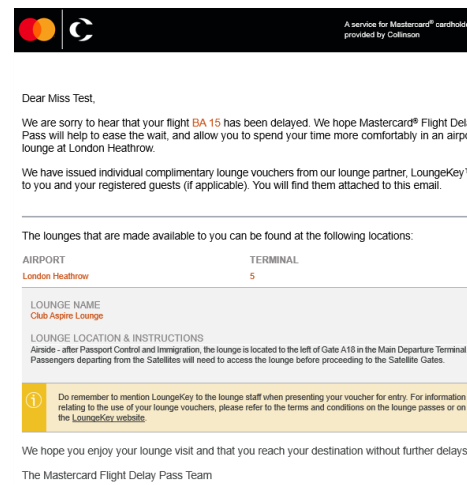 A service for Mastercard® cardholde
provided by Collinson
Dear Miss Test,
We are sorry to hear that your flight BA 15 has been delayed. We hope Mastercard® Flight Dela
Pass will help to ease the wait, and allow you to spend your time more comfortably in an airpo
lounge at London Heathrow.
We have issued individual complimentary lounge vouchers from our lounge partner, LoungeKey™
to you and your registered guests (if applicable). You will find them attached to this email.
The lounges that are made available to you can be found at the following locations:
AIRPORT TERMINAL
London Heathrow 5
LOUNGE NAME
Club Aspire Lounge
LOUNGE LOCATION & INSTRUCTIONS
Airside - after Passport Control and Immigration, the lounge is located to the left of Gate A18 in the Main Departure Terminal
Passengers departing from the Satellites will need to access the lounge before proceeding to the Satellite Gates.
Do remember to mention LoungeKey to the lounge staff when presenting your voucher for entry. For information
relating to the use of your lounge vouchers, please refer to the terms and conditions on the lounge passes or on
the LoungeKey website.
We hope you enjoy your lounge visit and that you reach your destination without further delays
The Mastercard Flight Delay Pass Team